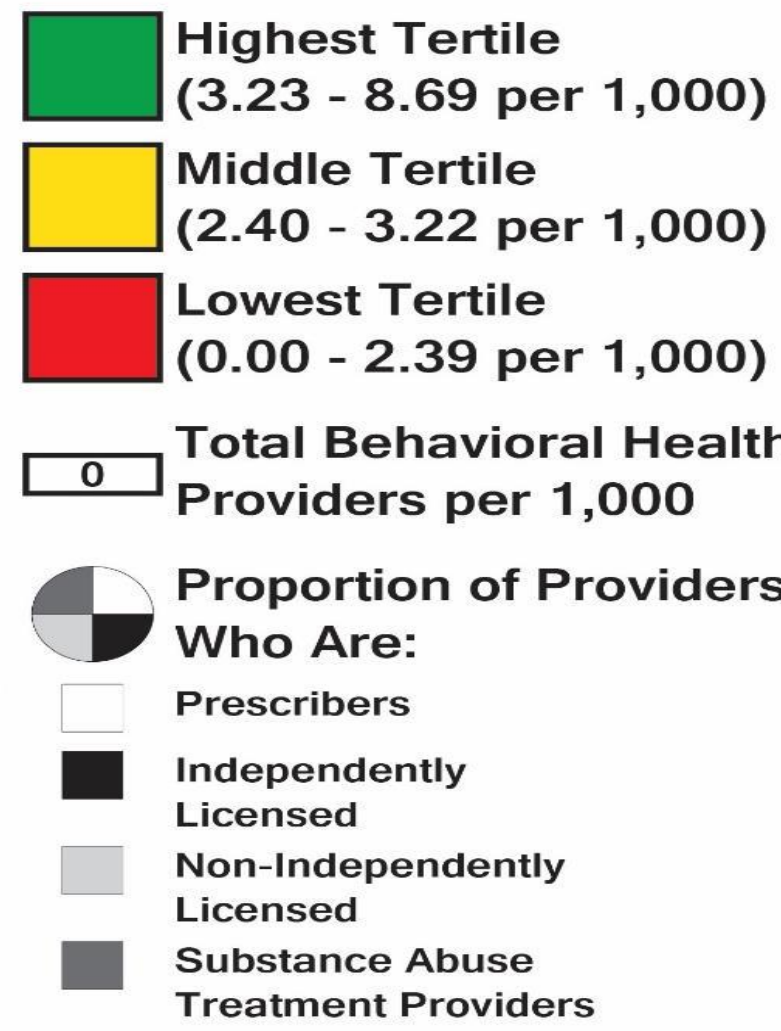 Highest Tertile
(3.23 - 8.69 per 1,000)
Middle Tertile
(2.40 - 3.22 per 1,000)
Lowest Tertile
(0.00 - 2.39 per 1,000)
Total Behavioral Health
0
Providers per 1,000
Proportion of Providers
Who Are:
Prescribers
Independently
Licensed
Non-Independently
Licensed
Substance Abuse
Treatment Providers